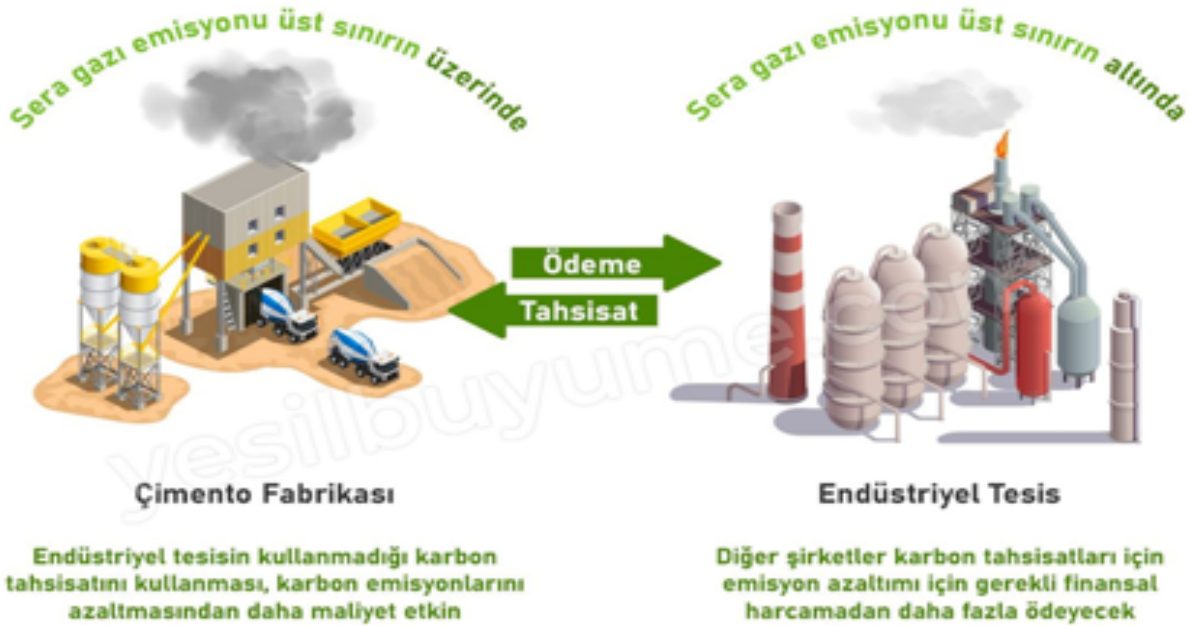 Sera gazı emisyonu üst sınırın üzerinde
Sera gazı emisyonu üst sınırın altında
Ödeme
Tahsisat
yesilbuyume.
Çimento Fabrikası
Endüstriyel Tesis
Endüstriyel tesisin kullanmadığı karbon
tahsisatını kullanması, karbon emisyonlarını
azaltmasından daha maliyet etkin
Diğer şirketler karbon tahsisatları için
emisyon azaltımı için gerekli finansal
harcamadan daha fazla ödeyecek